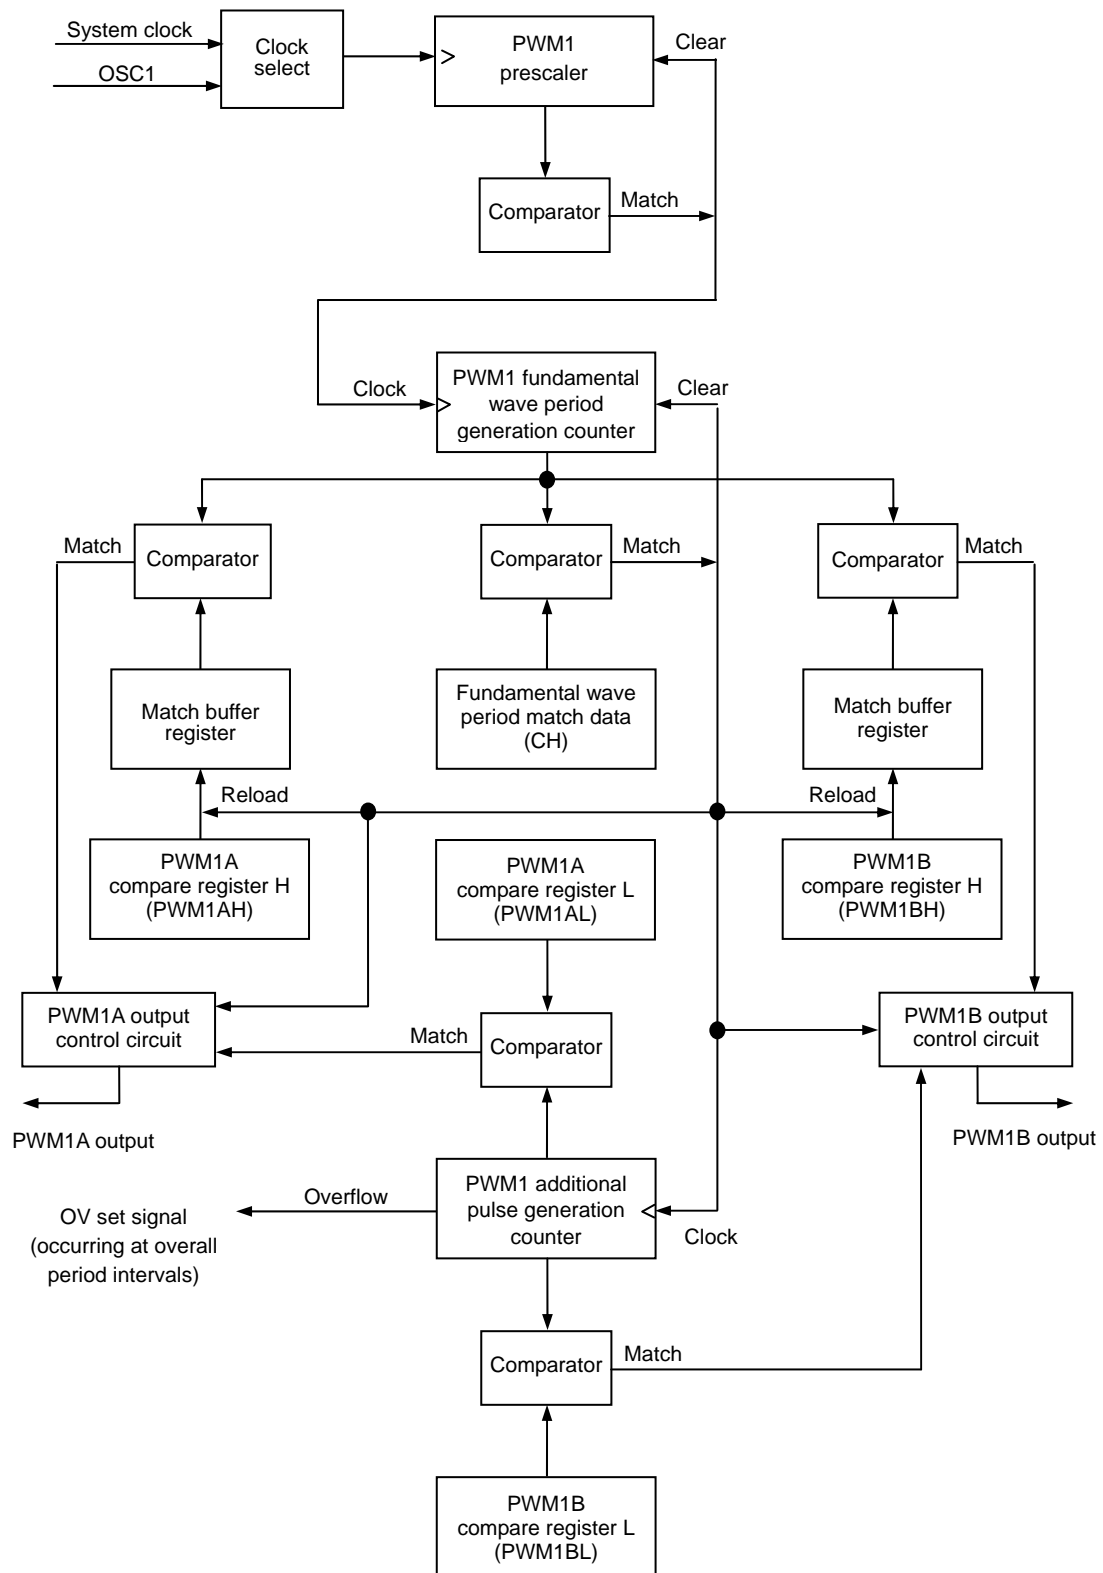 System clock
OSC1
Clock
select
PWM1
prescaler
Clear
Comparator
Match
Clock
PWM1 fundamental
wave period
generation counter
Clear
Match
Comparator
Comparator
Match
Comparator
Match
Match buffer
register
Fundamental wave
period match data
(CH)
Match buffer
register
Reload
Reload
PWM1A
compare register H
(PWM1AH)
PWM1A
compare register L
(PWM1AL)
PWM1B
compare register H
(PWM1BH)
PWM1A output
control circuit
Match
Comparator
PWM1B output
control circuit
PWM1A output
PWM1B output
Overflow
PWM1 additional
pulse generation
counter
Clock
OV set signal
(occurring at overall
period intervals)
Comparator
Match
PWM1B
compare register L
(PWM1BL)